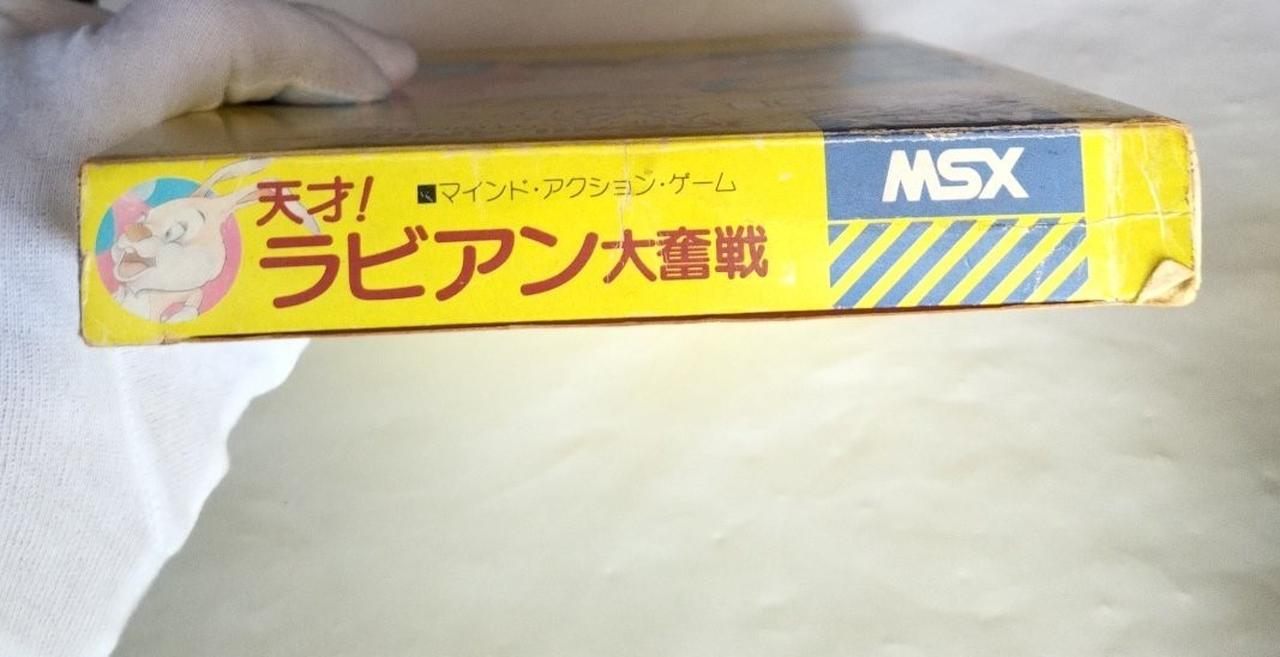 天才!
■マインド・アクション・ゲーム
ラビアン大奮戦
MSX